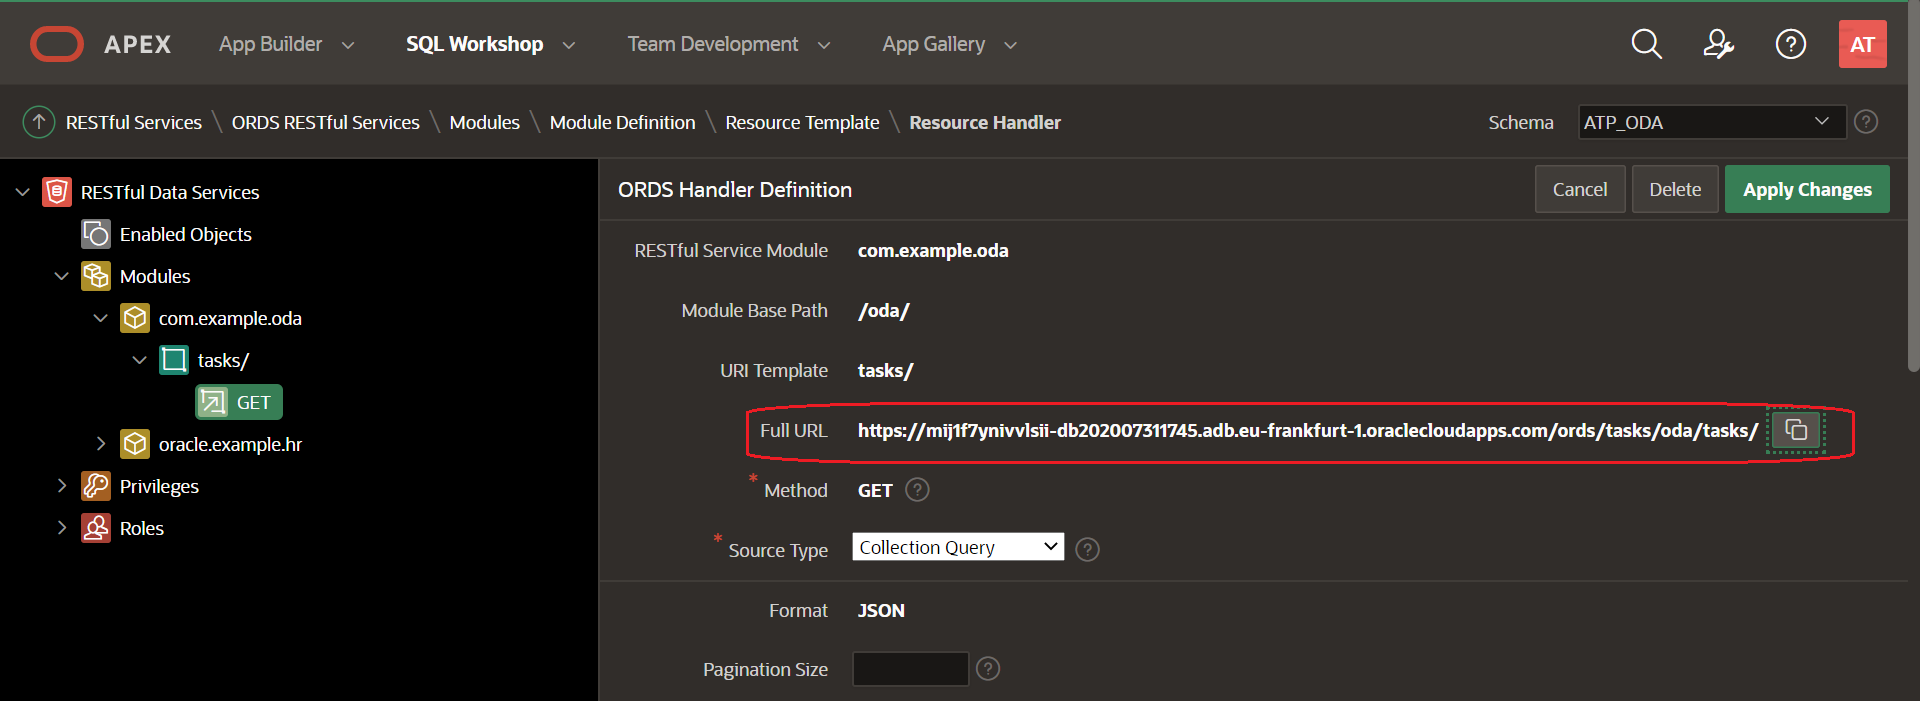 APEX App Builder SQL Workshop Team Development App Gallery AT
RESTful Services \ ORDS RESTful Services \ Modules \ Module Definition \ Resource Template \ Resource Handler Schema ATP_ODA
RESTful Data Services
Enabled Objects
Modules
com.example.oda
tasks/
GET
oracle.example.hr
Privileges
Roles
ORDS Handler Definition Cancel Delete Apply Changes
RESTful Service Module com.example.oda
Module Base Path /oda/
URI Template tasks/
Full URL https://mij1f7ynivvlsii-db202007311745.adb.eu-frankfurt-1.oraclecloudapps.com/ords/tasks/oda/tasks/
* Method GET
* Source Type Collection Query
Format JSON
Pagination Size